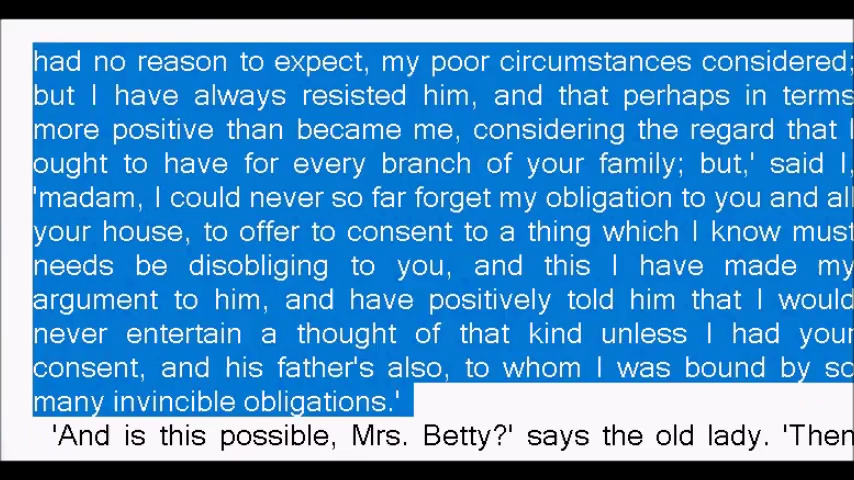 had no reason to expect, my poor circumstances considered;
but I have always resisted him, and that perhaps in terms
more positive than became me, considering the regard that I
ought to have for every branch of your family; but,' said I,
'madam, I could never so far forget my obligation to you and all
your house, to offer to consent to a thing which I know must
needs be disobliging to you, and this I have made my
argument to him, and have positively told him that I would
never entertain a thought of that kind unless I had your
consent, and his father's also, to whom I was bound by so
many invincible obligations.'
'And is this possible, Mrs. Betty?' says the old lady. 'Then